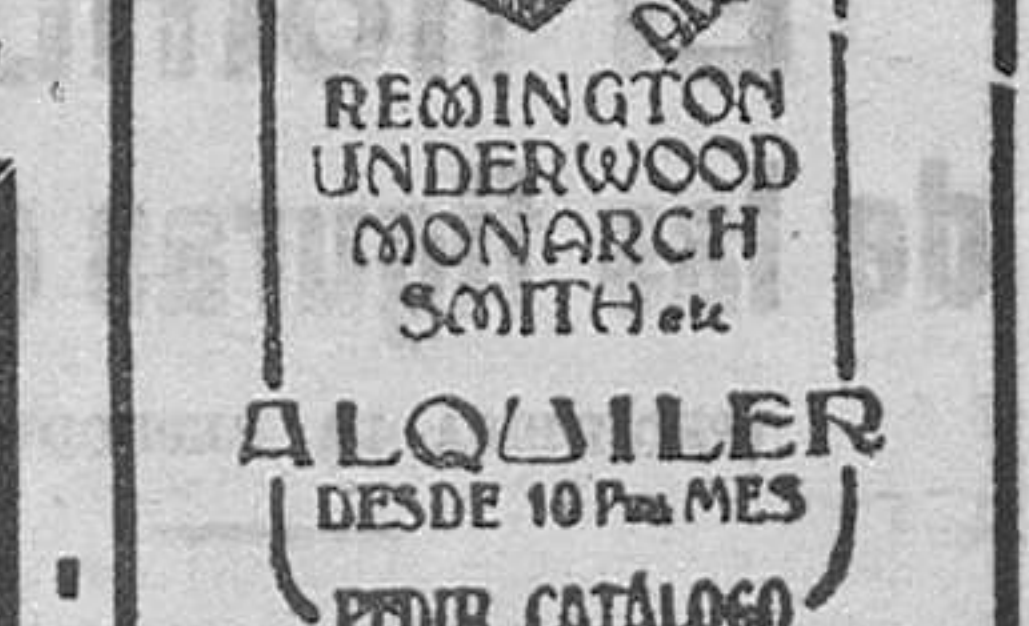 REMINGTON
UNDERWOOD
MONARCH
SMITH etc
ALQUILER
DESDE 10 Ptas MES
PEDIR CATÁLOGO